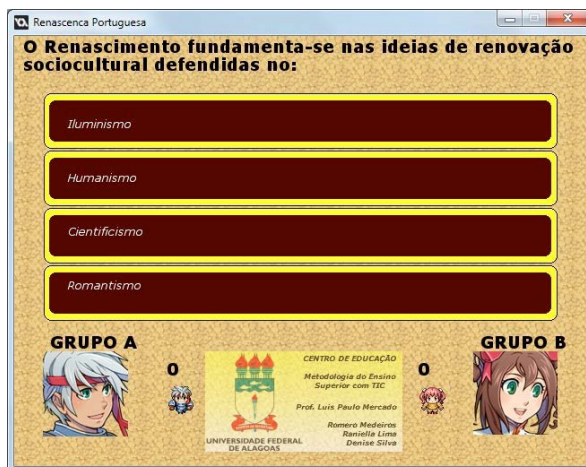 Renascenca Portuguesa
O Renascimento fundamenta-se nas ideias de renovação
sociocultural defendidas no:
Iluminismo
Humanismo
Cientificismo
Romantismo
GRUPO A
0
CENTRO DE EDUCAÇÃO
Metodologia do Ensino
Superior com TIC
Prof. Luis Paulo Mercado
Romero Medeiros
Raniella Lima
Denise Silva
UNIVERSIDADE FEDERAL
DE ALAGOAS
0
GRUPO B